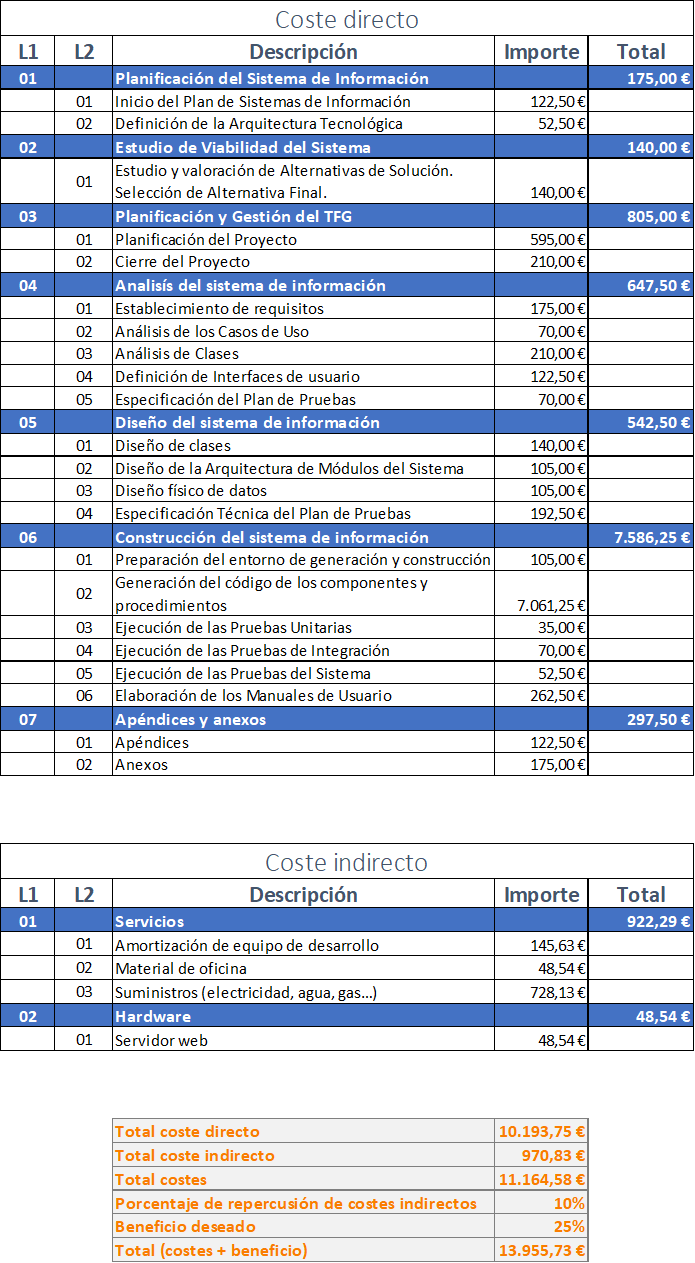 Coste directo
L1 L2 Descripción Importe Total
01 Planificación del Sistema de Información 175,00 €
01 Inicio del Plan de Sistemas de Información 122,50 €
02 Definición de la Arquitectura Tecnológica 52,50 €
02 Estudio de Viabilidad del Sistema 140,00 €
01 Estudio y valoración de Alternativas de Solución.
Selección de Alternativa Final. 140,00 €
03 Planificación y Gestión del TFG 805,00 €
01 Planificación del Proyecto 595,00 €
02 Cierre del Proyecto 210,00 €
04 Analisís del sistema de información 647,50 €
01 Establecimiento de requisitos 175,00 €
02 Análisis de los Casos de Uso 70,00 €
03 Análisis de Clases 210,00 €
04 Definición de Interfaces de usuario 122,50 €
05 Especificación del Plan de Pruebas 70,00 €
05 Diseño del sistema de información 542,50 €
01 Diseño de clases 140,00 €
02 Diseño de la Arquitectura de Módulos del Sistema 105,00 €
03 Diseño físico de datos 105,00 €
04 Especificación Técnica del Plan de Pruebas 192,50 €
06 Construcción del sistema de información 7.586,25 €
01 Preparación del entorno de generación y construcción 105,00 €
02 Generación del código de los componentes y
procedimientos 7.061,25 €
03 Ejecución de las Pruebas Unitarias 35,00 €
04 Ejecución de las Pruebas de Integración 70,00 €
05 Ejecución de las Pruebas del Sistema 52,50 €
06 Elaboración de los Manuales de Usuario 262,50 €
07 Apéndices y anexos 297,50 €
01 Apéndices 122,50 €
02 Anexos 175,00 €
Coste indirecto
L1 L2 Descripción Importe Total
01 Servicios 922,29 €
01 Amortización de equipo de desarrollo 145,63 €
02 Material de oficina 48,54 €
03 Suministros (electricidad, agua, gas...) 728,13 €
02 Hardware 48,54 €
01 Servidor web 48,54 €
Total coste directo 10.193,75 €
Total coste indirecto 970,83 €
Total costes 11.164,58 €
Porcentaje de repercusión de costes indirectos 10%
Beneficio deseado 25%
Total (costes + beneficio) 13.955,73 €